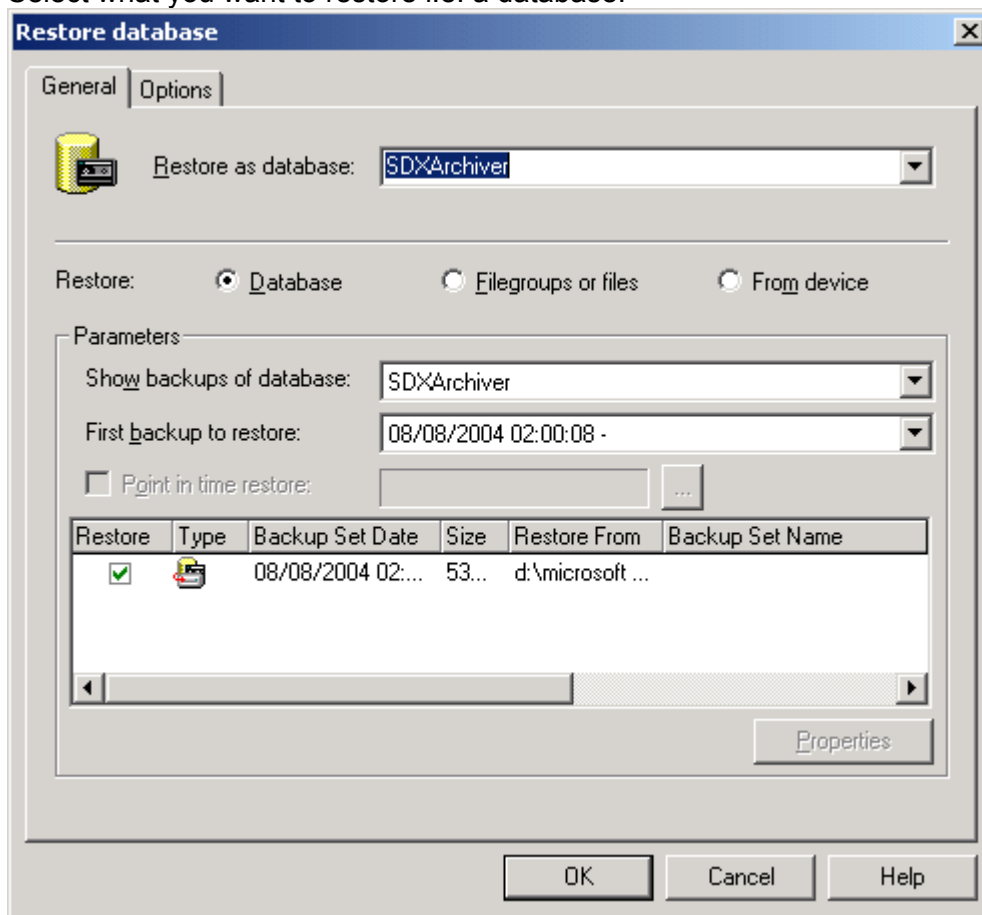 Select what you want to restore i.o. a database.
Restore database
General Options
Restore as database: SDXArchiver
Restore: Database Filegroups or files From device
Parameters
Show backups of database: SDXArchiver
First backup to restore: 08/08/2004 02:00:08 -
Point in time restore: ...
Restore Type Backup Set Date Size Restore From Backup Set Name
08/08/2004 02:... 53... d:\microsoft ...
Properties
OK Cancel Help